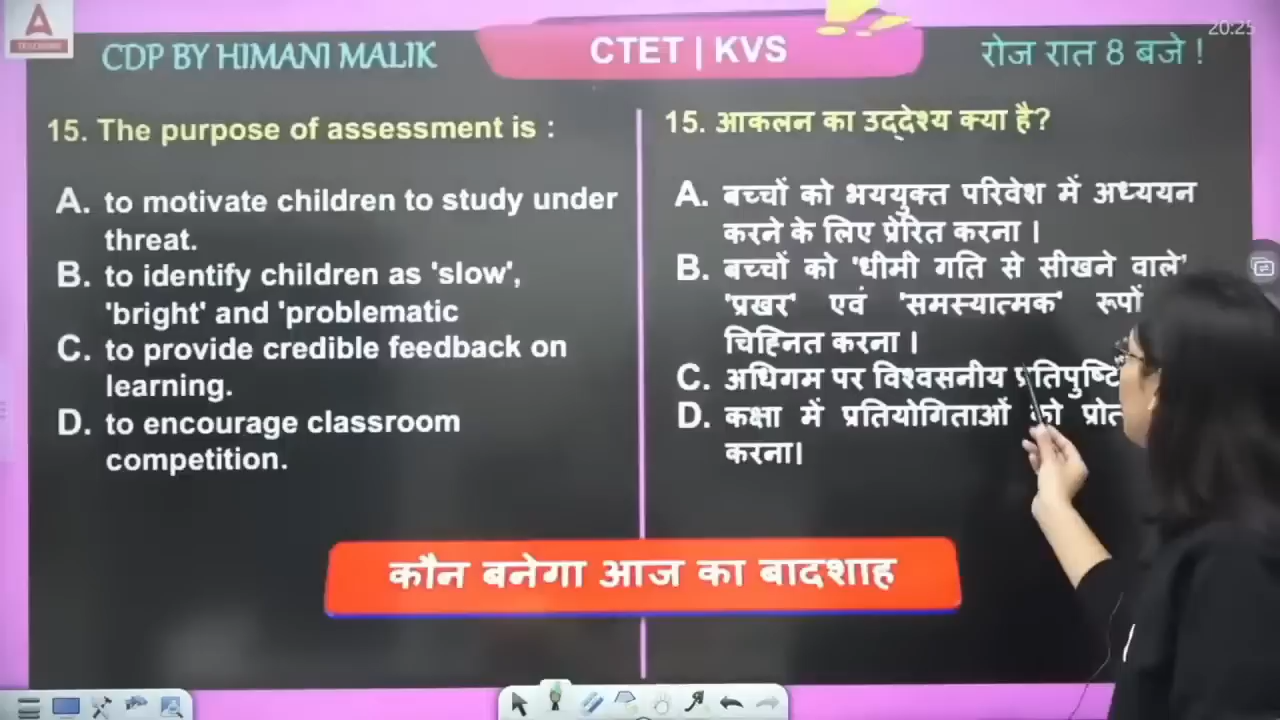 A
TEACHING
CDP BY HIMANI MALIK
CTET | KVS
रोज रात 8 बजे !
20:25
15. The purpose of assessment is :
A. to motivate children to study under
threat.
B. to identify children as 'slow',
'bright' and 'problematic
C. to provide credible feedback on
learning.
D. to encourage classroom
competition.
15. आकलन का उद्देश्य क्या है?
A. बच्चों को भययुक्त परिवेश में अध्ययन
करने के लिए प्रेरित करना ।
B. बच्चों को 'धीमी गति से सीखने वाले'
'प्रखर' एवं 'समस्यात्मक' रूपों
चिह्नित करना ।
C. अधिगम पर विश्वसनीय प्रतिपुष्टि
D. कक्षा में प्रतियोगिताओं को
करना।
कौन बनेगा आज का बादशाह